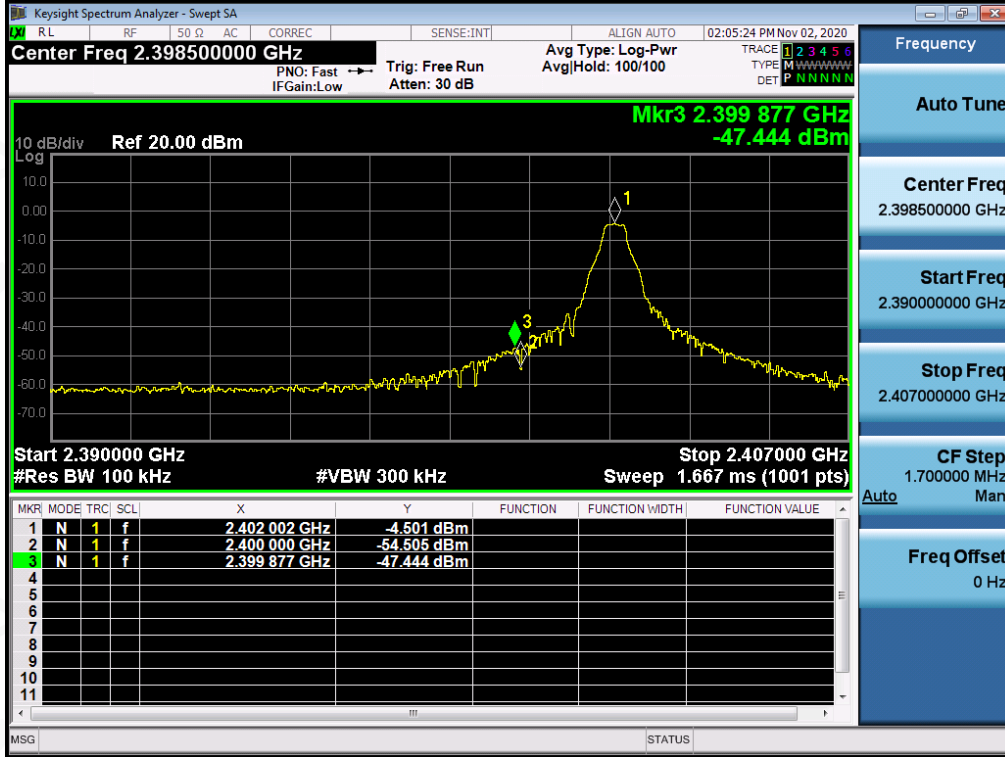 Keysight Spectrum Analyzer - Swept SA
LXI RL RF 50 Ω AC CORREC SENSE:INT ALIGN AUTO 02:05:24 PM Nov 02, 2020
Center Freq 2.398500000 GHz
PNO: Fast
IFGain:Low
Trig: Free Run
Atten: 30 dB
Avg Type: Log-Pwr
Avg|Hold: 100/100
TRACE 1 2 3 4 5 6
TYPE M WWWWW
DET P N N N N N
Mkr3 2.399 877 GHz
-47.444 dBm
10 dB/div Ref 20.00 dBm
Log
10.0
0.00
-10.0
-20.0
-30.0
-40.0
-50.0
-60.0
-70.0
1
3
2
Start 2.390000 GHz Stop 2.407000 GHz
#Res BW 100 kHz #VBW 300 kHz Sweep 1.667 ms (1001 pts)
MKR MODE TRC SCL X Y FUNCTION FUNCTION WIDTH FUNCTION VALUE
1 N 1 f 2.402 002 GHz -4.501 dBm
2 N 1 f 2.400 000 GHz -54.505 dBm
3 N 1 f 2.399 877 GHz -47.444 dBm
4
5
6
7
8
9
10
11
MSG STATUS
Frequency
Auto Tune
Center Freq
2.398500000 GHz
Start Freq
2.390000000 GHz
Stop Freq
2.407000000 GHz
CF Step
1.700000 MHz
Auto Man
Freq Offset
0 Hz